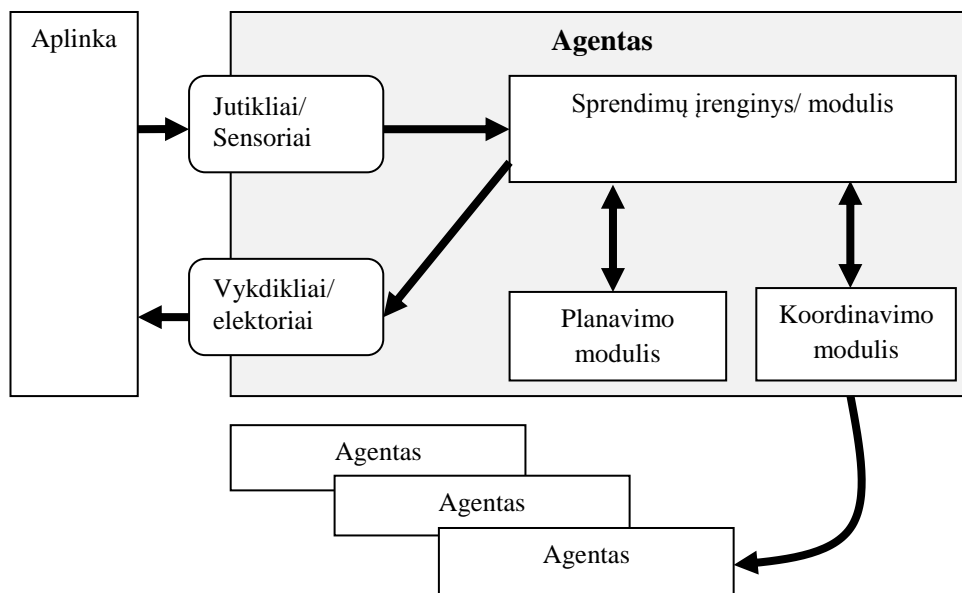 Aplinka
Agentas
Jutikliai/
Sensoriai
Sprendimų įrenginys/ modulis
Vykdikliai/
elektoriai
Planavimo
modulis
Koordinavimo
modulis
Agentas
Agentas
Agentas